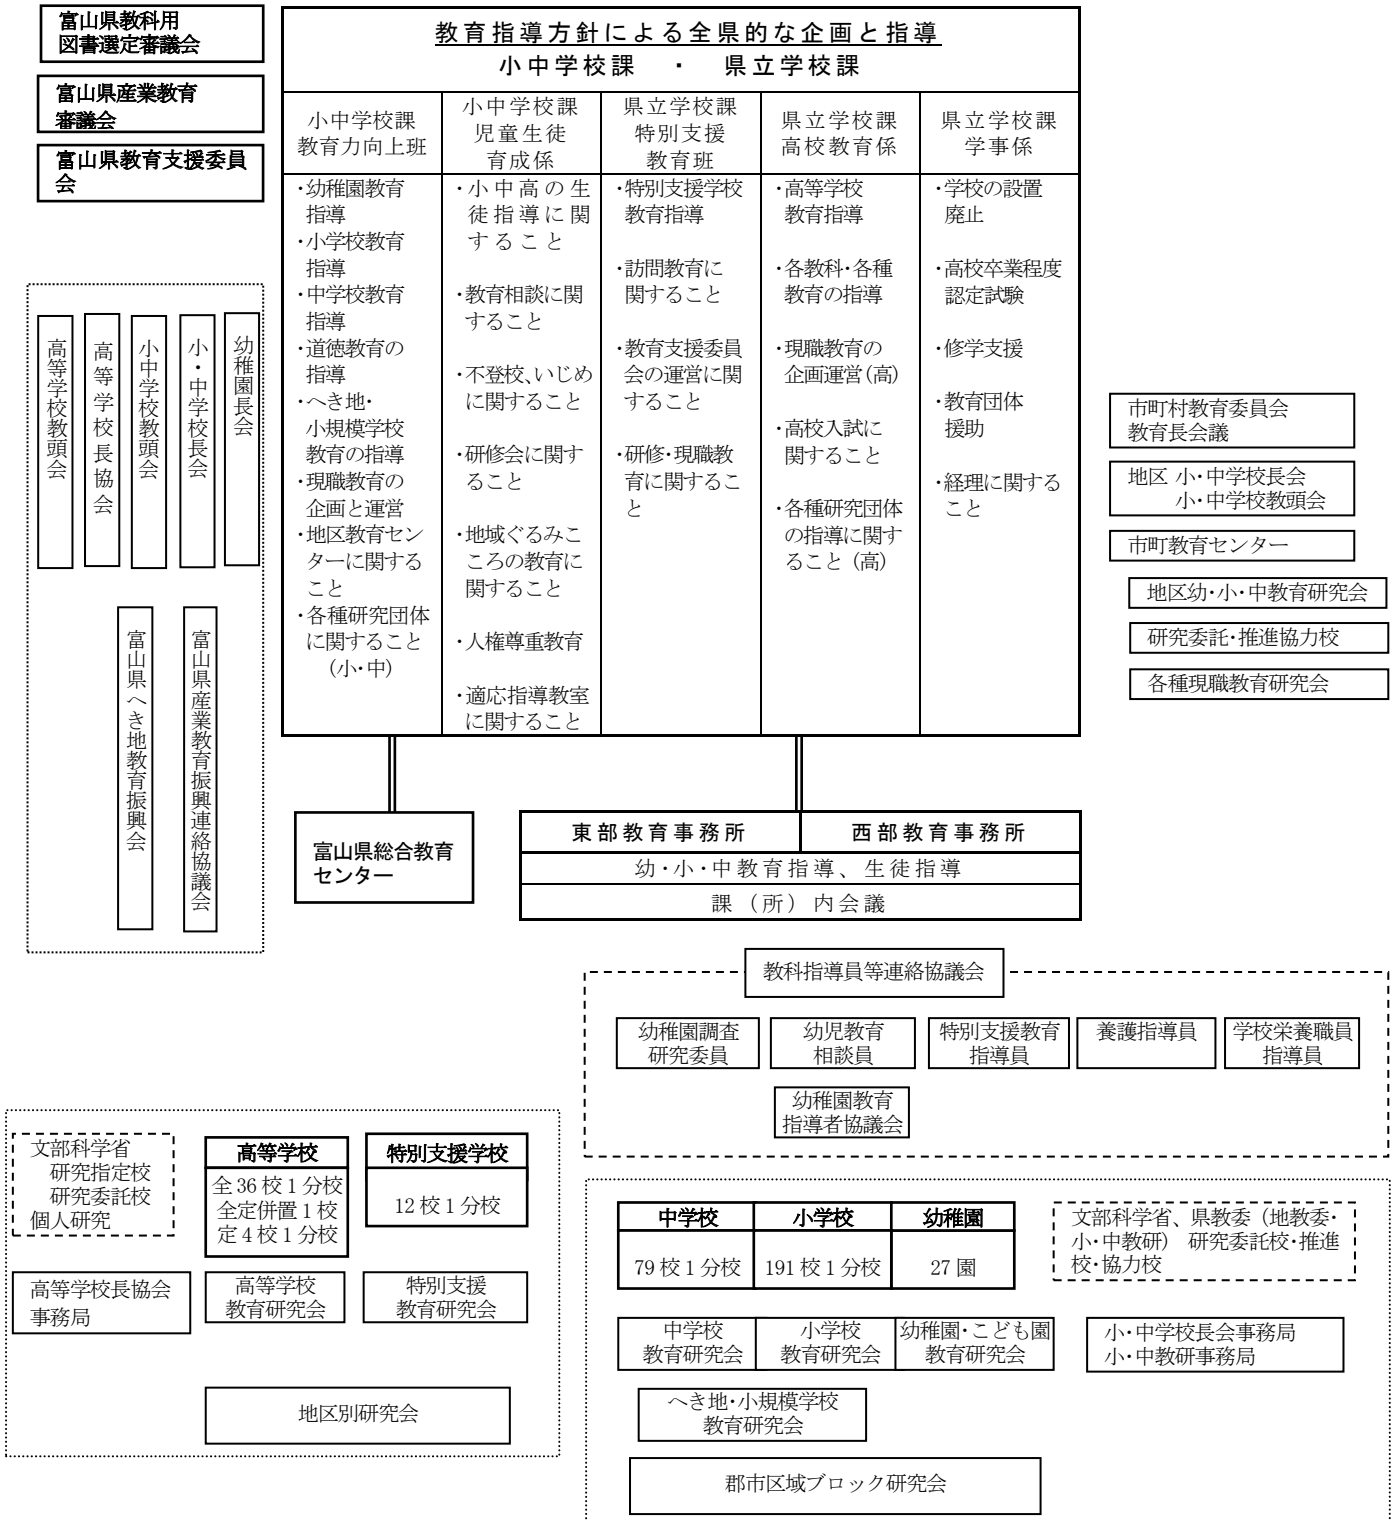 富山県教科用
図書選定審議会
富山県産業教育
審議会
富山県教育支援委員
会
教育指導方針による全県的な企画と指導
小中学校課　・　県立学校課
小中学校課
教育力向上班
・幼稚園教育
指導
・小学校教育
指導
・中学校教育
指導
・道徳教育の
指導
・へき地・
小規模学校
教育の指導
・現職教育の
企画と運営
・地区教育セン
ターに関する
こと
・各種研究団体
に関すること
（小・中）
小中学校課
児童生徒
育成係
・小中高の生
徒指導に関
すること
・教育相談に関
すること
・不登校、いじめ
に関すること
・研修会に関す
ること
・地域ぐるみこ
ころの教育に
関すること
・人権尊重教育
・適応指導教室
に関すること
県立学校課
特別支援
教育班
・特別支援学校
教育指導
・訪問教育に
関すること
・教育支援委員
会の運営に関
すること
・研修・現職教
育に関するこ
と
県立学校課
高校教育係
・高等学校
教育指導
・各教科・各種
教育の指導
・現職教育の
企画運営（高）
・高校入試に
関すること
・各種研究団体
の指導に関す
ること（高）
県立学校課
学事係
・学校の設置
廃止
・高校卒業程度
認定試験
・修学支援
・教育団体
援助
・経理に関する
こと
高等学校教頭会
高等学校長協会
小中学校教頭会
小・中学校長会
幼稚園長会
富山県へき地教育振興会
富山県産業教育振興連絡協議会
市町村教育委員会
教育長会議
地区 小・中学校長会
小・中学校教頭会
市町教育センター
地区幼・小・中教育研究会
研究委託・推進協力校
各種現職教育研究会
富山県総合教育
センター
東部教育事務所
西部教育事務所
幼・小・中教育指導、生徒指導
課（所）内会議
教科指導員等連絡協議会
幼稚園調査
研究委員
幼児教育
相談員
特別支援教育
指導員
養護指導員
学校栄養職員
指導員
幼稚園教育
指導者協議会
文部科学省
研究指定校
研究委託校
個人研究
高等学校
全 36 校 1 分校
全定併置 1 校
定 4 校 1 分校
特別支援学校
12 校 1 分校
高等学校長協会
事務局
高等学校
教育研究会
特別支援
教育研究会
地区別研究会
中学校
79 校 1 分校
小学校
191 校 1 分校
幼稚園
27 園
文部科学省、県教委（地教委・
小・中教研）　研究委託校・推進
校・協力校
中学校
教育研究会
小学校
教育研究会
幼稚園・こども園
教育研究会
小・中学校長会事務局
小・中教研事務局
へき地・小規模学校
教育研究会
郡市区域ブロック研究会